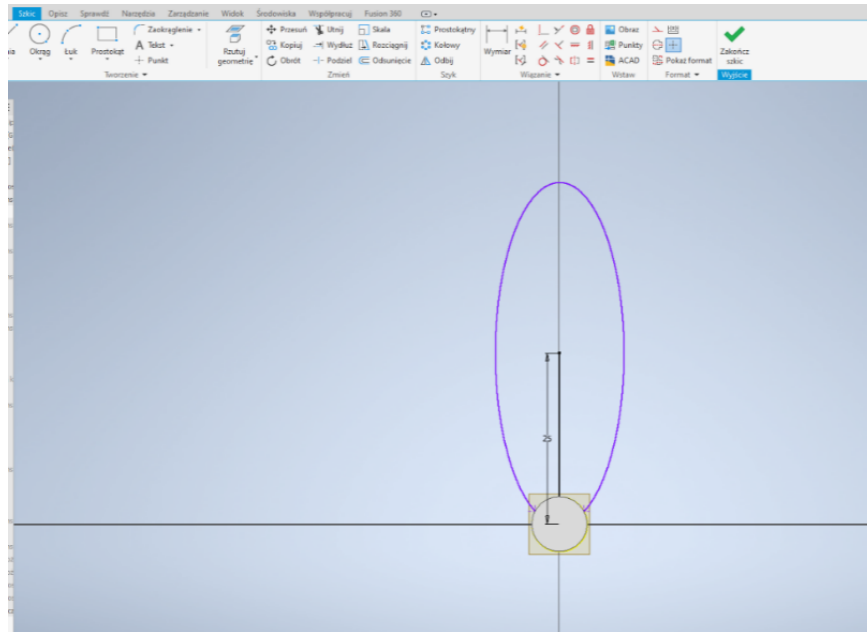 Szkic Opisz Sprawdź Narzędzia Zarządzanie Widok Środowiska Współpracuj Fusion 360
Zaokrąglenie Przesuń Utnij Skala Prostokątny Obraz
Okrąg Łuk Prostokąt A Tekst Rzutuj geometrię Kopiuj Wydłuż Rozciągnij Kołowy Wymiar Punkty Zakończ szkic
Punkt Obrót Podziel Odsunięcie Odbij ACAD Pokaż format
Tworzenie Zmień Szyk Wiązanie Wstaw Format Wyjście
25